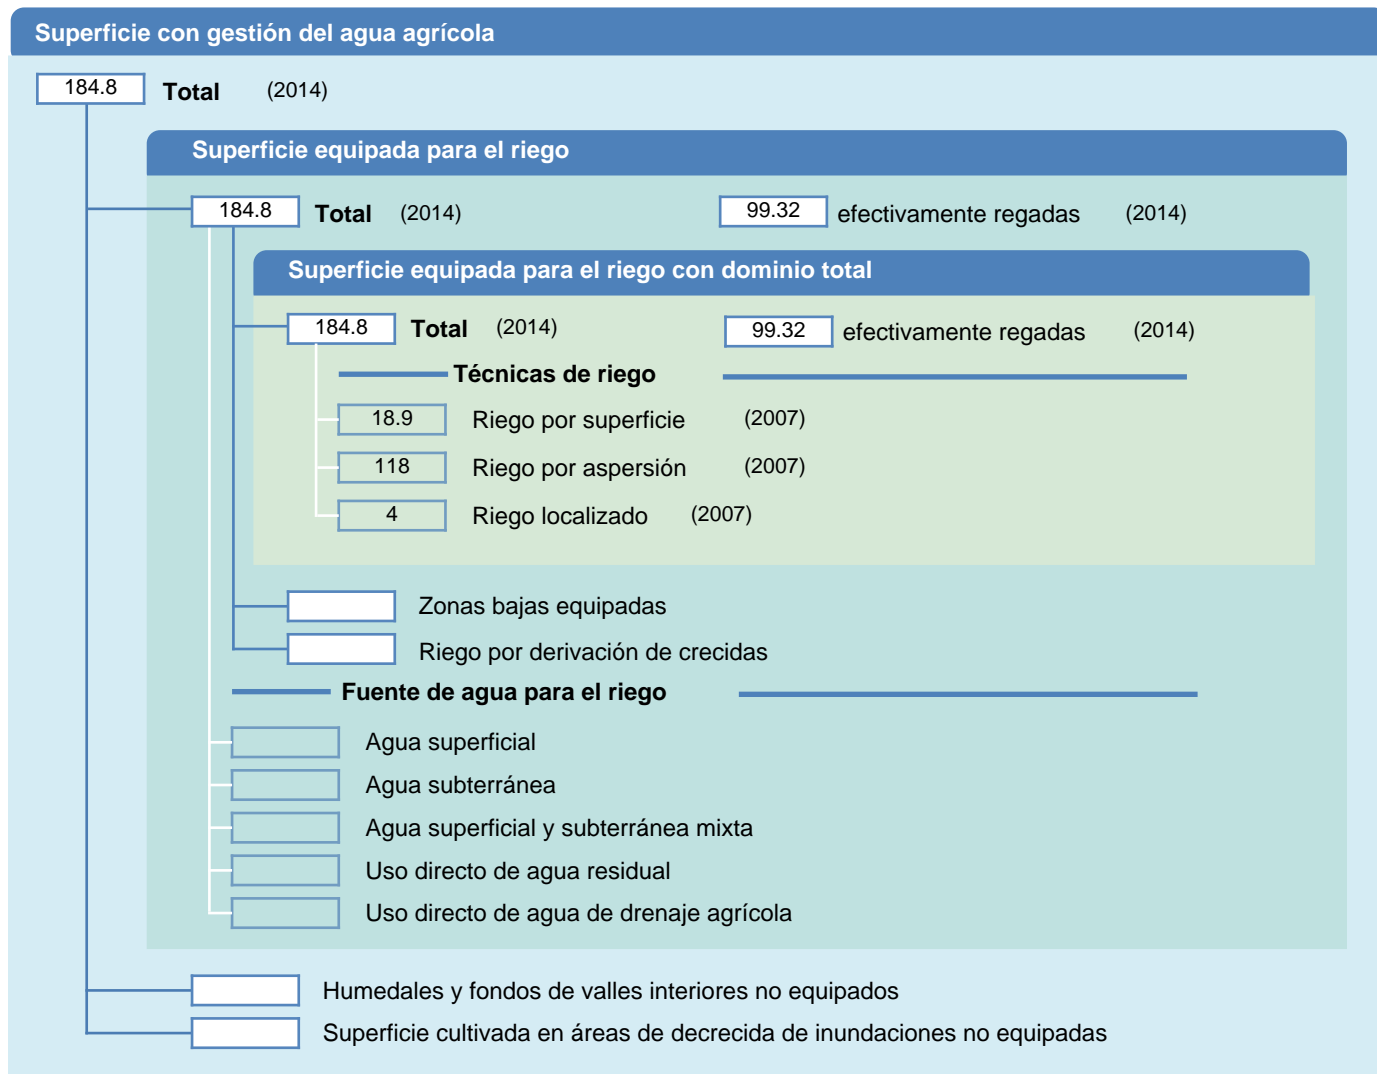 Superficie con gestión del agua agrícola
184.8 Total (2014)
Superficie equipada para el riego
184.8 Total (2014) 99.32 efectivamente regadas (2014)
Superficie equipada para el riego con dominio total
184.8 Total (2014) 99.32 efectivamente regadas (2014)
Técnicas de riego
18.9 Riego por superficie (2007)
118 Riego por aspersión (2007)
4 Riego localizado (2007)
Zonas bajas equipadas
Riego por derivación de crecidas
Fuente de agua para el riego
Agua superficial
Agua subterránea
Agua superficial y subterránea mixta
Uso directo de agua residual
Uso directo de agua de drenaje agrícola
Humedales y fondos de valles interiores no equipados
Superficie cultivada en áreas de decrecida de inundaciones no equipadas